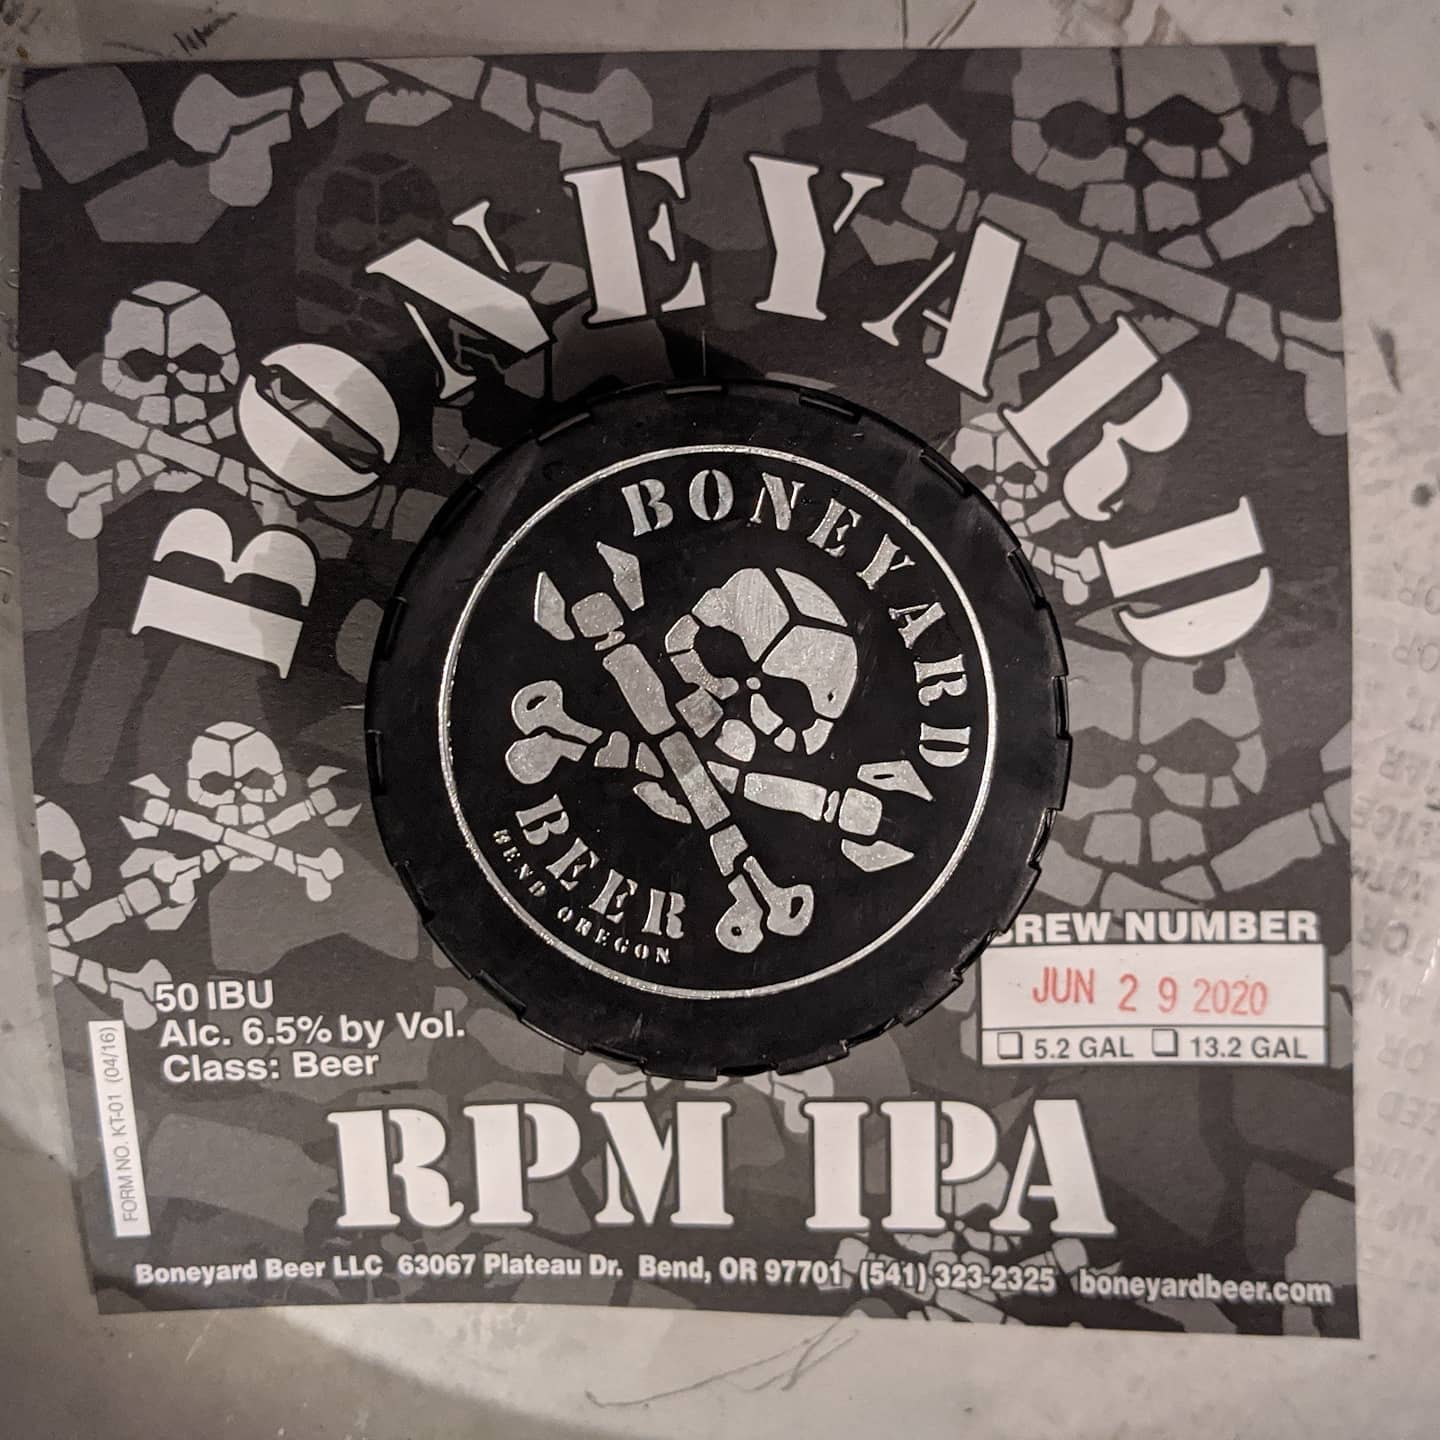 BONEYARD
BONEYARD
BEER
BEND OREGON
BREW NUMBER
JUN 29 2020
5.2 GAL 13.2 GAL
50 IBU
Alc. 6.5% by Vol.
Class: Beer
FORM NO. KT-01 (04/16)
RPM IPA
Boneyard Beer LLC 63067 Plateau Dr. Bend, OR 97701 (541) 323-2325 boneyardbeer.com